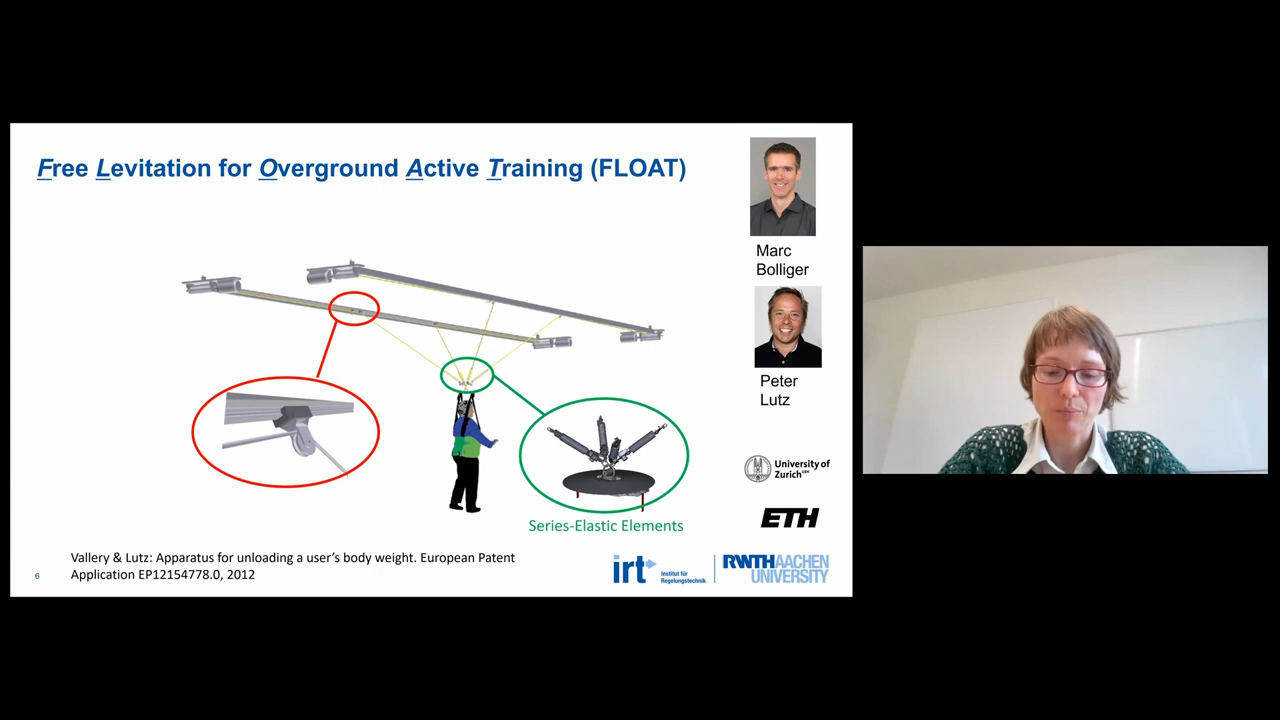 Free Levitation for Overground Active Training (FLOAT)
Marc
Bolliger
Peter
Lutz
University of
Zurich
ETH
Series-Elastic Elements
Vallery & Lutz: Apparatus for unloading a user's body weight. European Patent
Application EP12154778.0, 2012
6
irt
Institut für
Regelungstechnik
RWTH AACHEN
UNIVERSITY